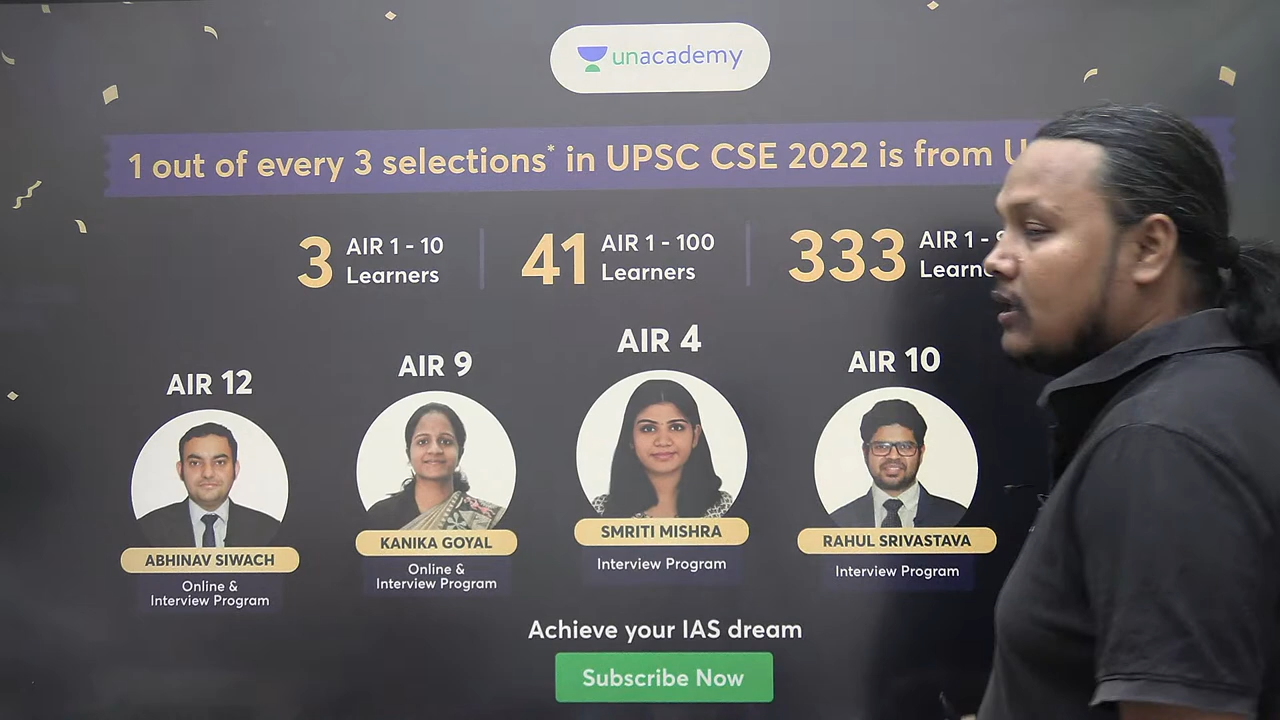 unacademy
1 out of every 3 selections* in UPSC CSE 2022 is from
3 AIR 1 - 10 Learners
41 AIR 1 - 100 Learners
333 AIR 1 -
AIR 12
AIR 9
AIR 4
AIR 10
ABHINAV SIWACH
Online &
Interview Program
KANIKA GOYAL
Online &
Interview Program
SMRITI MISHRA
Interview Program
RAHUL SRIVASTAVA
Interview Program
Achieve your IAS dream
Subscribe Now